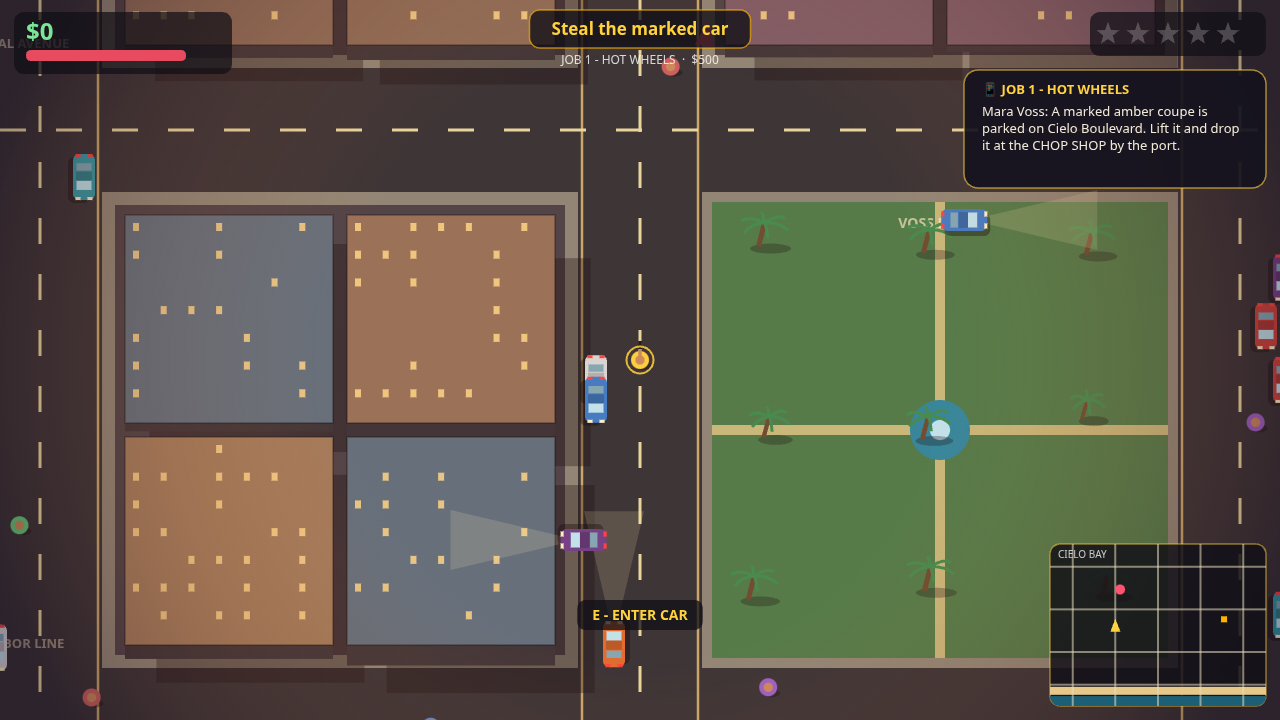 $0
AL AVENUE
Steal the marked car
JOB 1 - HOT WHEELS · $500
JOB 1 - HOT WHEELS
Mara Voss: A marked amber coupe is
parked on Cielo Boulevard. Lift it and drop
it at the CHOP SHOP by the port.
VOSS
CIELO BAY
E - ENTER CAR
BOR LINE